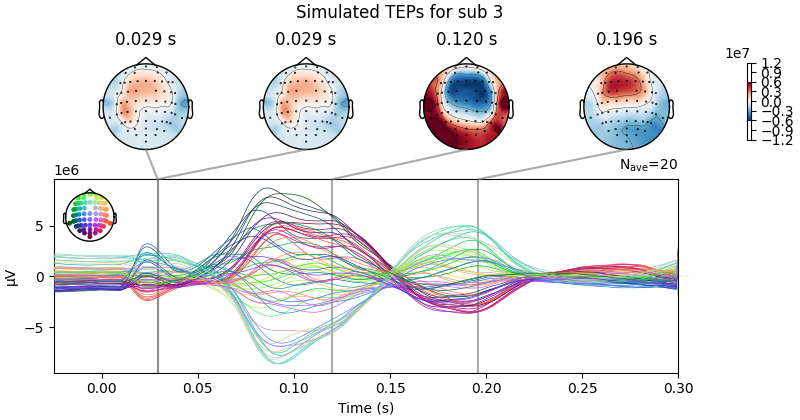 Simulated TEPs for sub 3
0.029 s 0.029 s 0.120 s 0.196 s
1e7
1.2
0.9
0.6
0.3
0.0
−0.3
−0.6
−0.9
−1.2
1e6 Nave=20
5
0
−5
µV
0.00 0.05 0.10 0.15 0.20 0.25 0.30
Time (s)